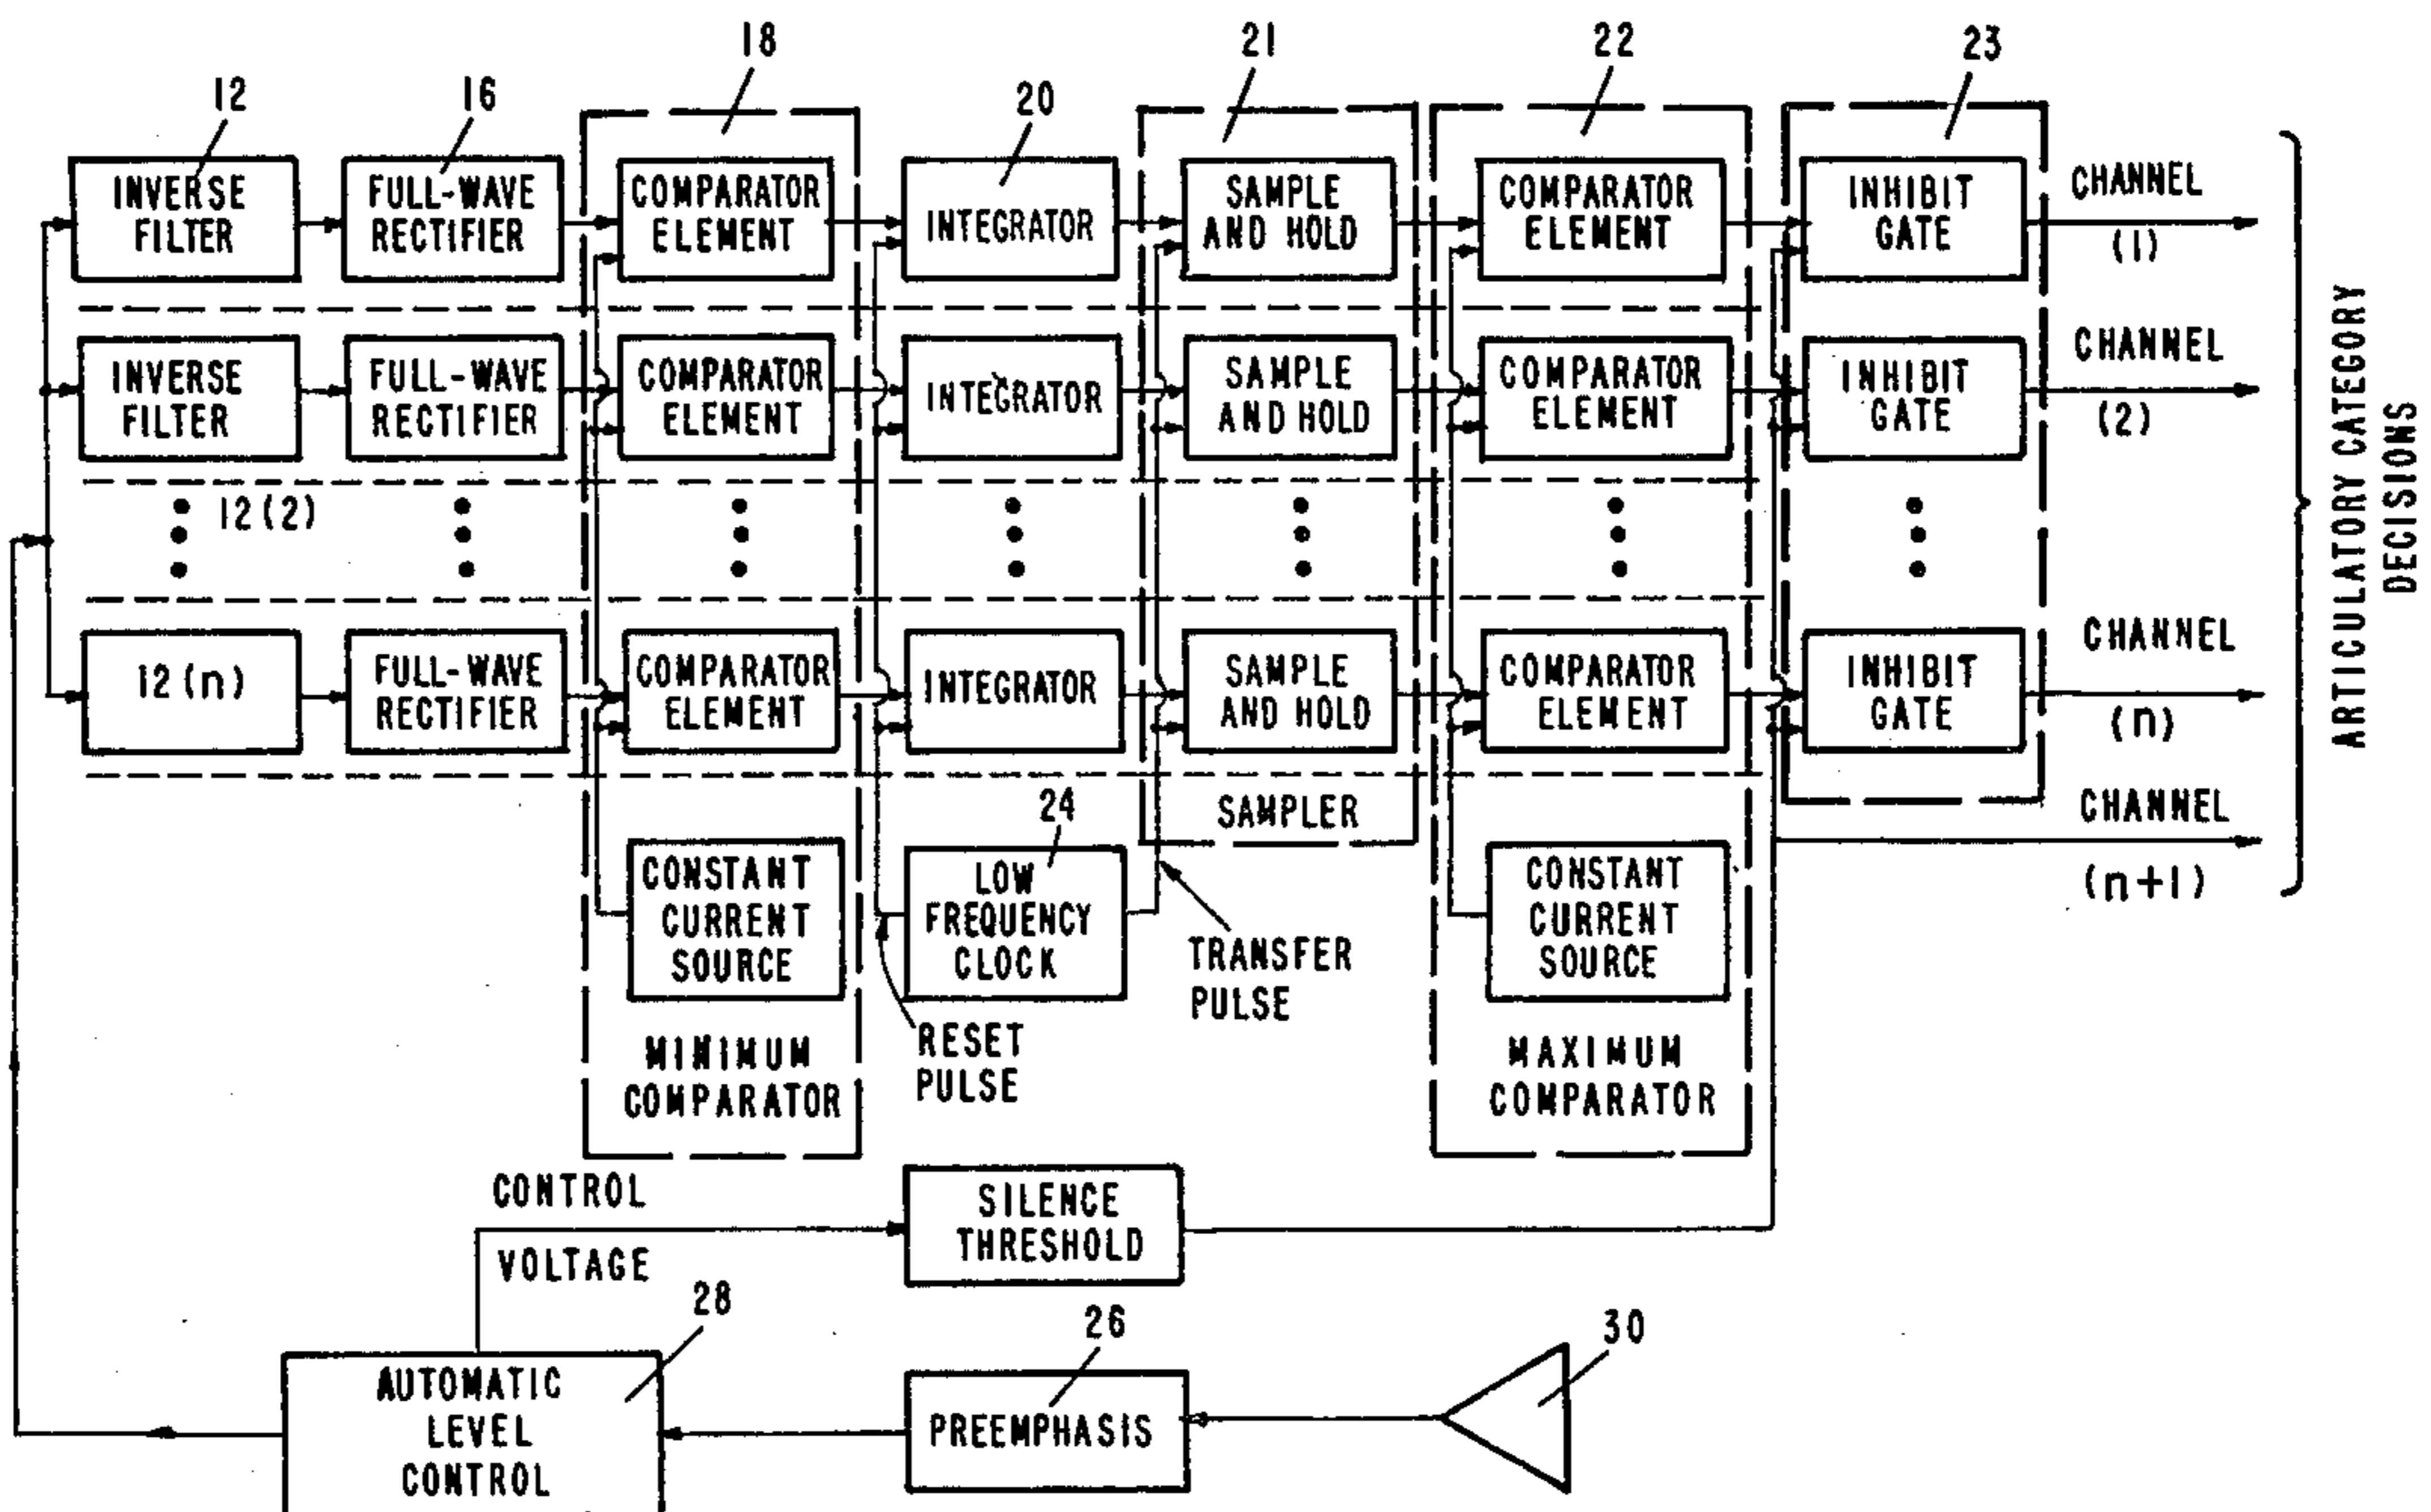 18
21
22
23
12
16
20
INVERSE
FILTER
FULL-WAVE
RECTIFIER
COMPARATOR
ELEMENT
INTEGRATOR
SAMPLE
AND HOLD
COMPARATOR
ELEMENT
INHIBIT
GATE
CHANNEL
(1)
INVERSE
FILTER
FULL-WAVE
RECTIFIER
COMPARATOR
ELEMENT
INTEGRATOR
SAMPLE
AND HOLD
COMPARATOR
ELEMENT
INHIBIT
GATE
CHANNEL
(2)
12(2)
12(n)
FULL-WAVE
RECTIFIER
COMPARATOR
ELEMENT
INTEGRATOR
SAMPLE
AND HOLD
COMPARATOR
ELEMENT
INHIBIT
GATE
CHANNEL
(n)
CHANNEL
(n+1)
ARTICULATORY CATEGORY
DECISIONS
SAMPLER
24
CONSTANT
CURRENT
SOURCE
LOW
FREQUENCY
CLOCK
TRANSFER
PULSE
CONSTANT
CURRENT
SOURCE
RESET
PULSE
MINIMUM
COMPARATOR
MAXIMUM
COMPARATOR
CONTROL
VOLTAGE
SILENCE
THRESHOLD
28
26
30
AUTOMATIC
LEVEL
CONTROL
PREEMPHASIS